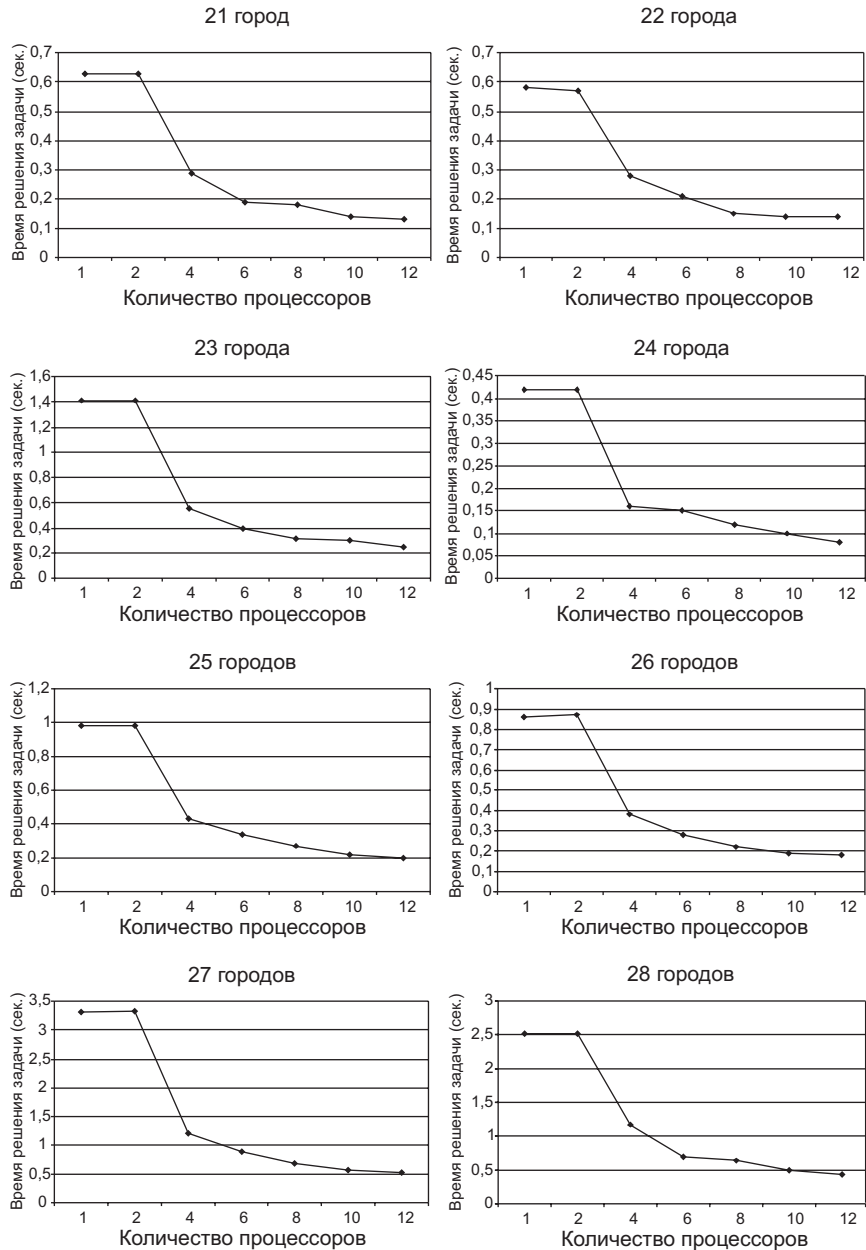 21 город
Время решения задачи (сек.)
0,7
0,6
0,5
0,4
0,3
0,2
0,1
0
1 2 4 6 8 10 12
Количество процессоров
22 города
Время решения задачи (сек.)
0,7
0,6
0,5
0,4
0,3
0,2
0,1
0
1 2 4 6 8 10 12
Количество процессоров
23 города
Время решения задачи (сек.)
1,6
1,4
1,2
1
0,8
0,6
0,4
0,2
0
1 2 4 6 8 10 12
Количество процессоров
24 города
Время решения задачи (сек.)
0,45
0,4
0,35
0,3
0,25
0,2
0,15
0,1
0,05
0
1 2 4 6 8 10 12
Количество процессоров
25 городов
Время решения задачи (сек.)
1,2
1
0,8
0,6
0,4
0,2
0
1 2 4 6 8 10 12
Количество процессоров
26 городов
Время решения задачи (сек.)
1
0,9
0,8
0,7
0,6
0,5
0,4
0,3
0,2
0,1
0
1 2 4 6 8 10 12
Количество процессоров
27 городов
Время решения задачи (сек.)
3,5
3
2,5
2
1,5
1
0,5
0
1 2 4 6 8 10 12
Количество процессоров
28 городов
Время решения задачи (сек.)
3
2,5
2
1,5
1
0,5
0
1 2 4 6 8 10 12
Количество процессоров